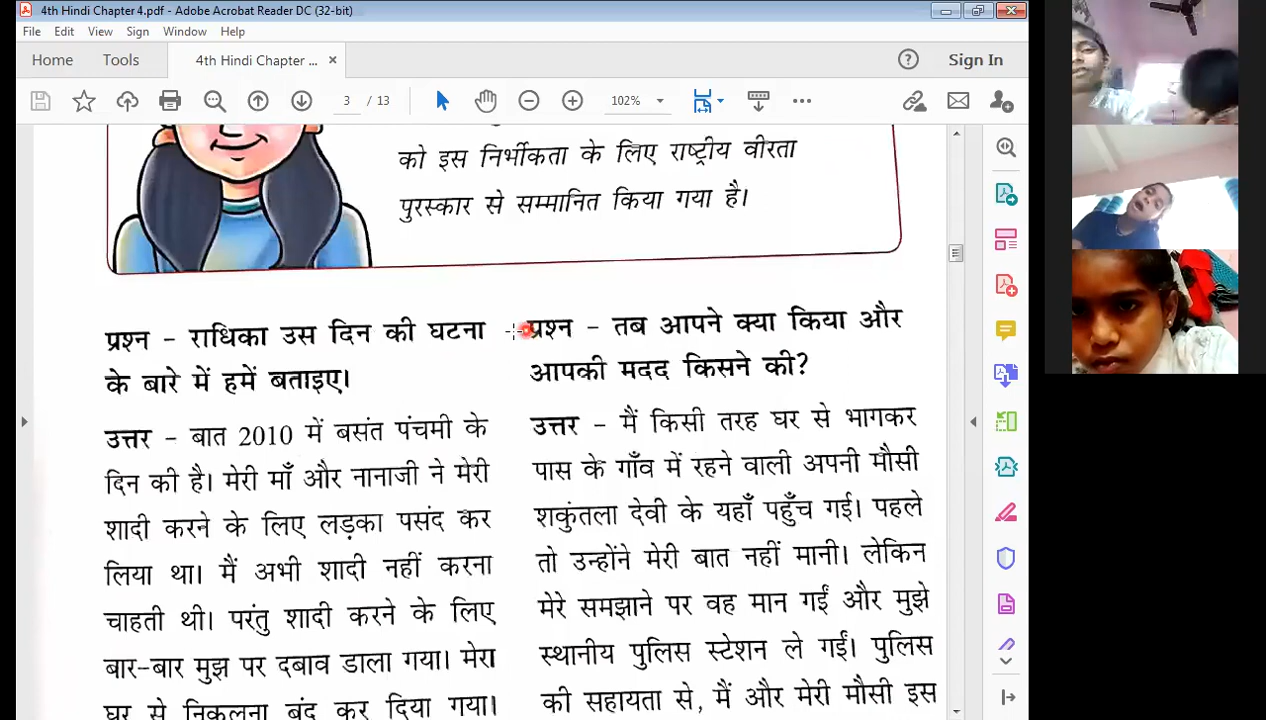 4th Hindi Chapter 4.pdf - Adobe Acrobat Reader DC (32-bit)
File Edit View Sign Window Help
Home Tools 4th Hindi Chapter ... × Sign In
3 / 13 102%
को इस निर्भीकता के लिए राष्ट्रीय वीरता
पुरस्कार से सम्मानित किया गया है।
प्रश्न - राधिका उस दिन की घटना
के बारे में हमें बताइए।
उत्तर - बात 2010 में बसंत पंचमी के
दिन की है। मेरी माँ और नानाजी ने मेरी
शादी करने के लिए लड़का पसंद कर
लिया था। मैं अभी शादी नहीं करना
चाहती थी। परंतु शादी करने के लिए
बार-बार मुझ पर दबाव डाला गया। मेरा
घर से निकलना बंद कर दिया गया।
प्रश्न - तब आपने क्या किया और
आपकी मदद किसने की?
उत्तर - मैं किसी तरह घर से भागकर
पास के गाँव में रहने वाली अपनी मौसी
शकुंतला देवी के यहाँ पहुँच गई। पहले
तो उन्होंने मेरी बात नहीं मानी। लेकिन
मेरे समझाने पर वह मान गईं और मुझे
स्थानीय पुलिस स्टेशन ले गईं। पुलिस
की सहायता से, मैं और मेरी मौसी इस